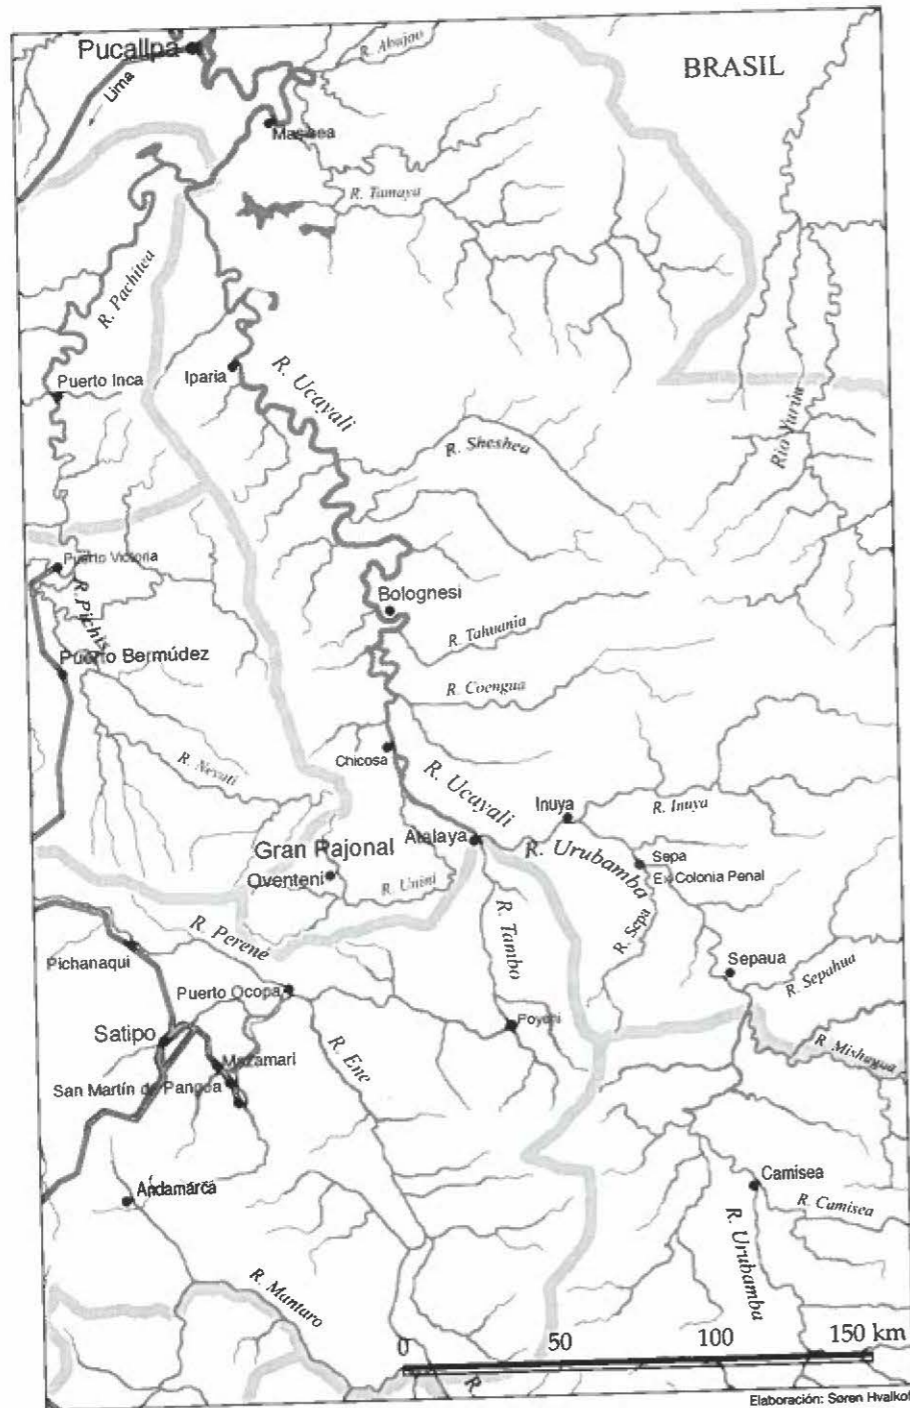 Pucallpa
R. Abujao
BRASIL
Lima
Masisea
R. Tamaya
R. Pachitea
Puerto Inca
Iparia
R. Ucayali
R. Sheshea
Rio Yurúa
Puerto Victoria
R. Pichis
Bolognesi
R. Tahuania
Puerto Bermúdez
R. Coengua
R. Nevati
Chicosa
R. Ucayali
Inuya
R. Inuya
Atalaya
Gran Pajonal
R. Urubamba
Sepa
Ex Colonia Penal
Oventeni
R. Unini
R. Sepa
R. Tambo
R. Perené
Pichanaqui
Sepaua
R. Sepahua
Puerto Ocopa
Poyeni
Satipo
R. Ene
R. Mishagua
Mazamari
San Martín de Pangoa
Andamarca
Camisea
R. Camisea
R. Urubamba
R. Mantaro
0 50 100 150 km
R.
Elaboración: Søren Hvalkof